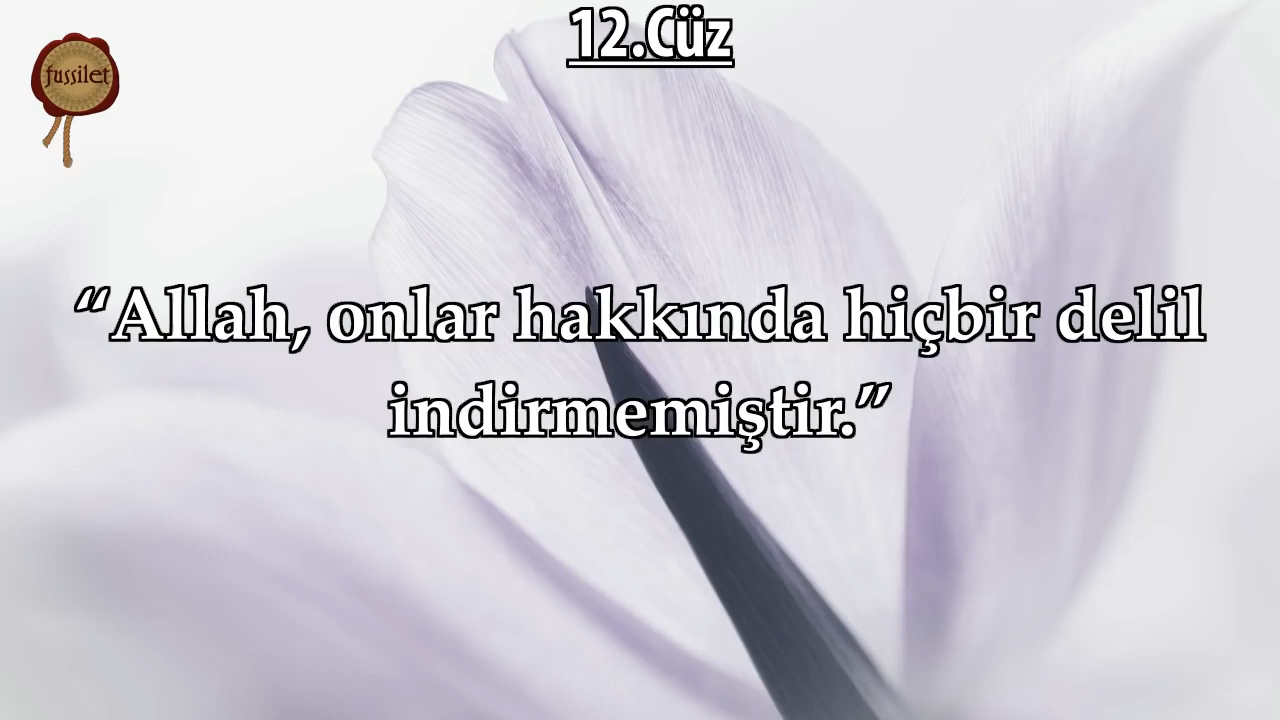 12.Cüz
fussilet
“Allah, onlar hakkında hiçbir delil
indirmemiştir.”